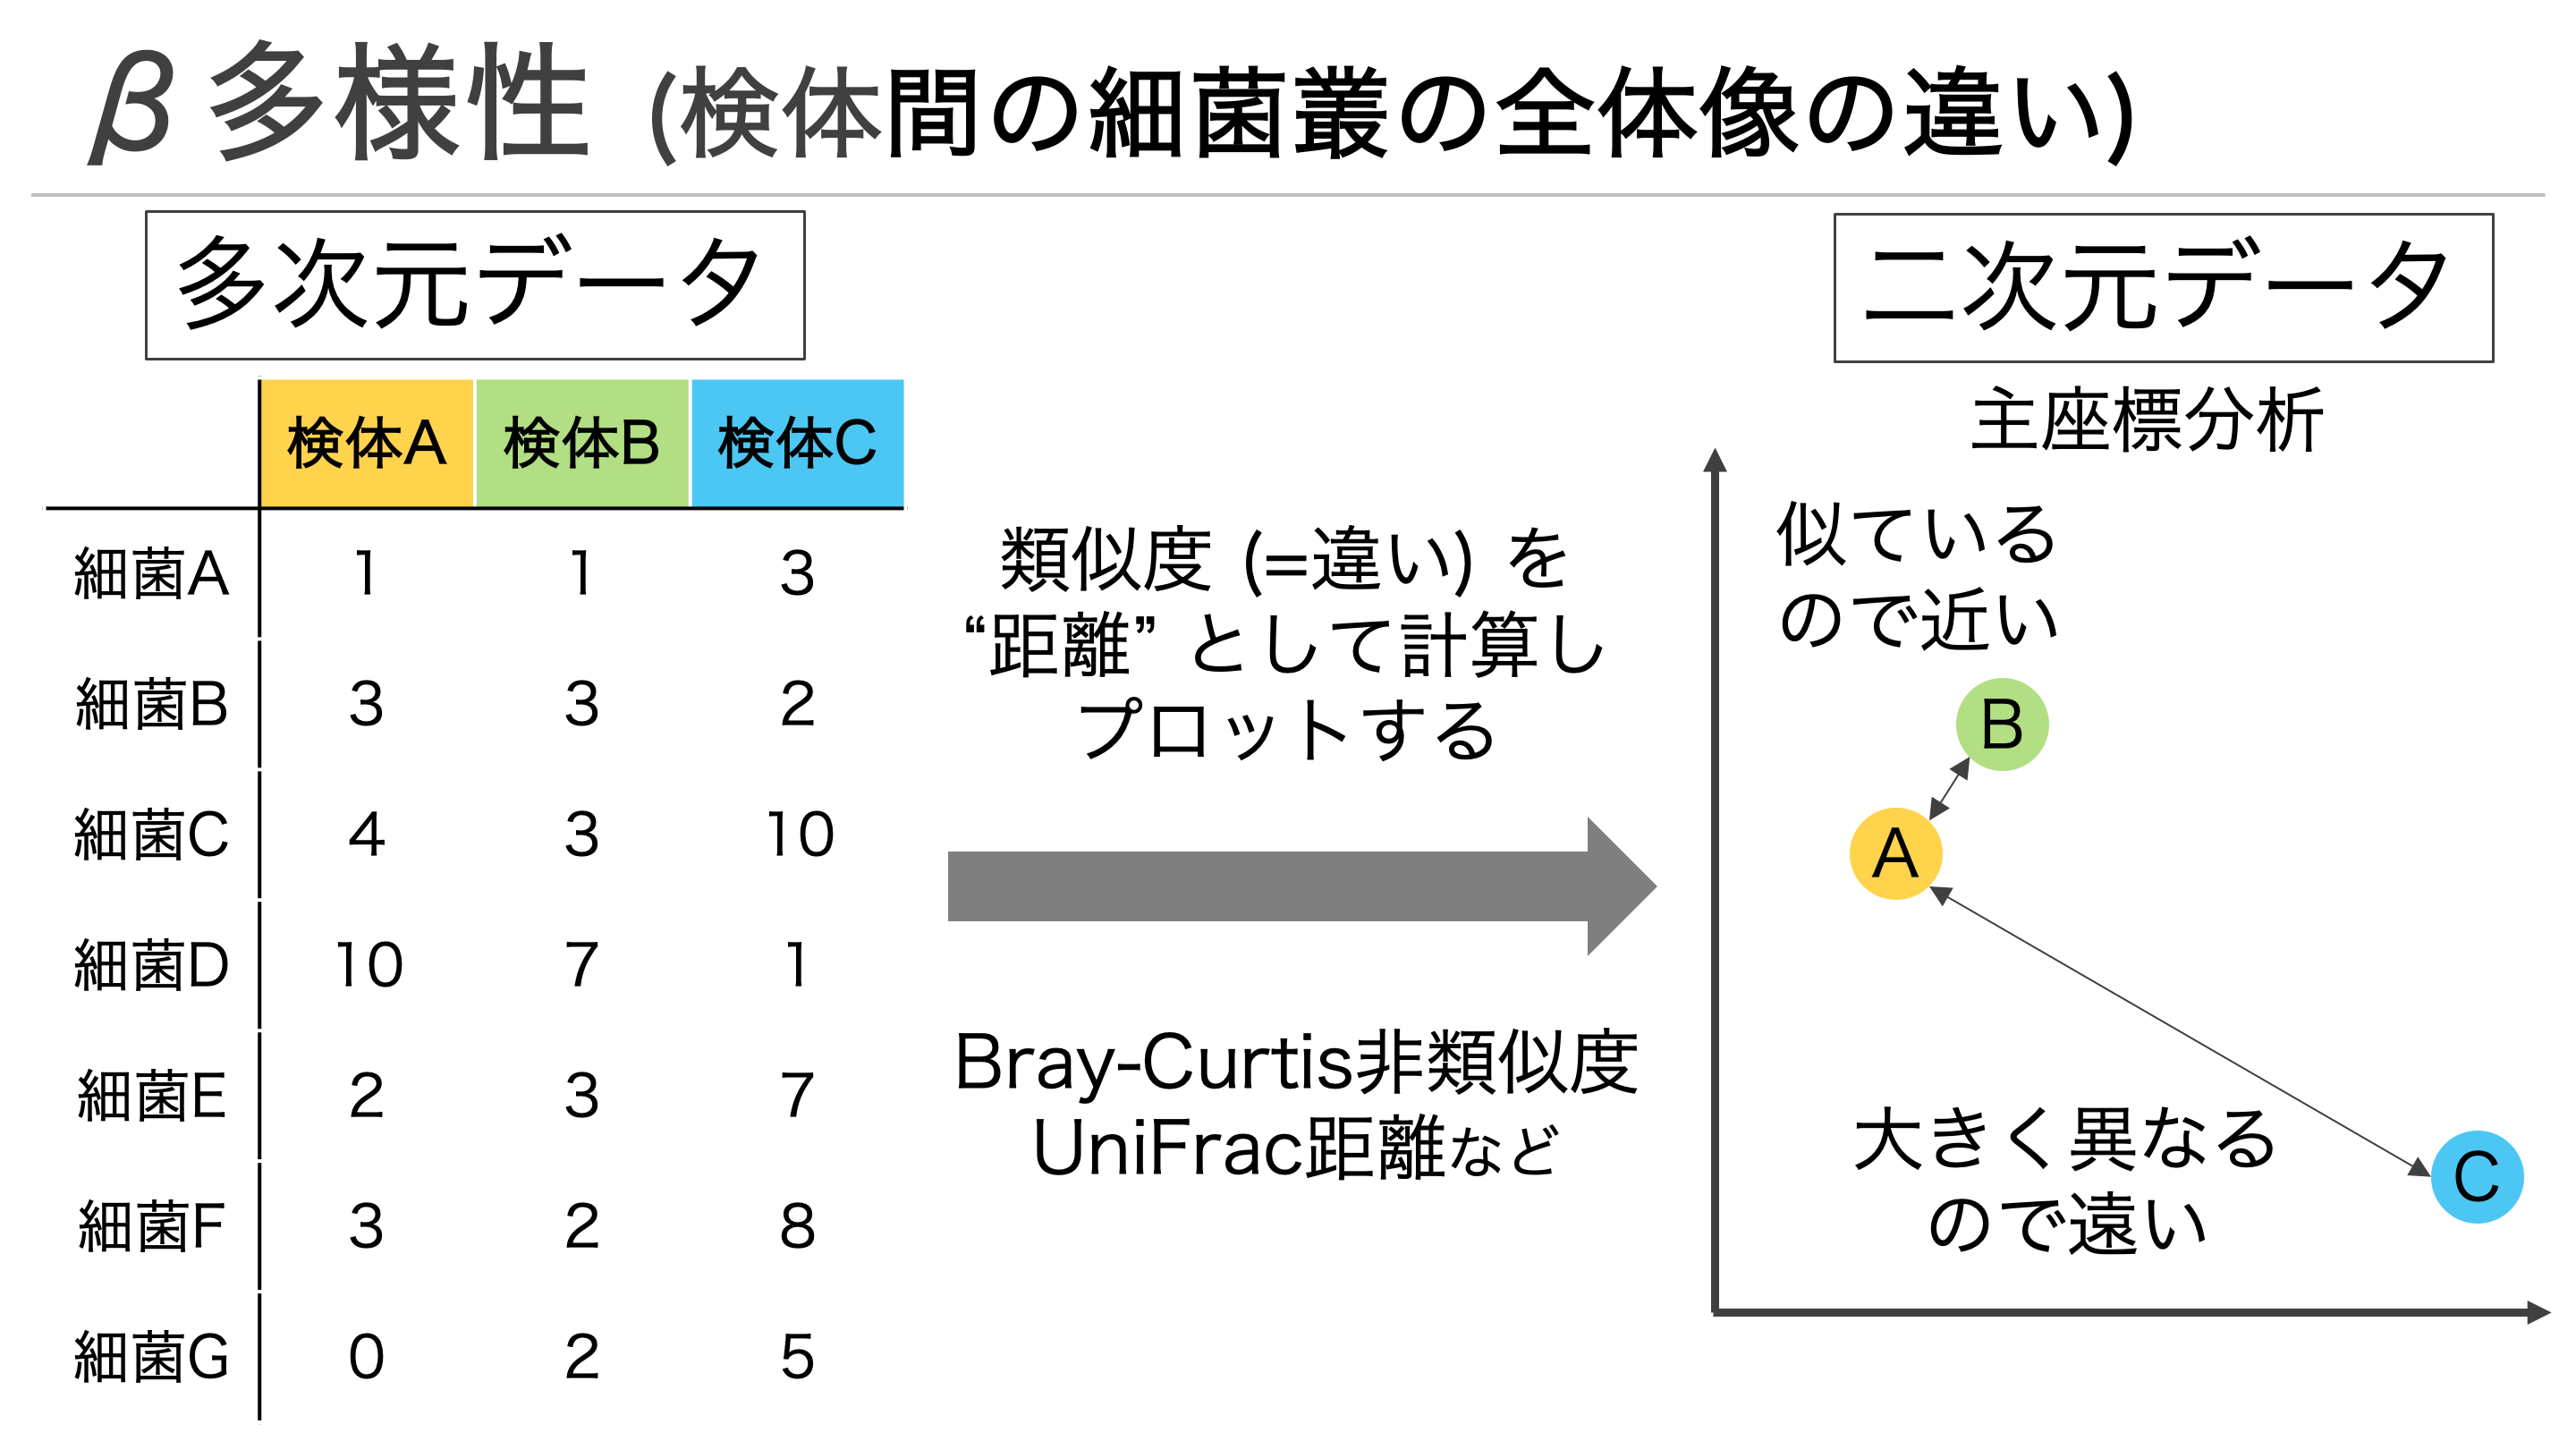 β多様性 (検体間の細菌叢の全体像の違い)
多次元データ
検体A 検体B 検体C
細菌A 1 1 3
細菌B 3 3 2
細菌C 4 3 10
細菌D 10 7 1
細菌E 2 3 7
細菌F 3 2 8
細菌G 0 2 5
類似度 (=違い) を
“距離” として計算し
プロットする
Bray-Curtis非類似度
UniFrac距離など
二次元データ
主座標分析
似ている
ので近い
B
A
大きく異なる
ので遠い
C